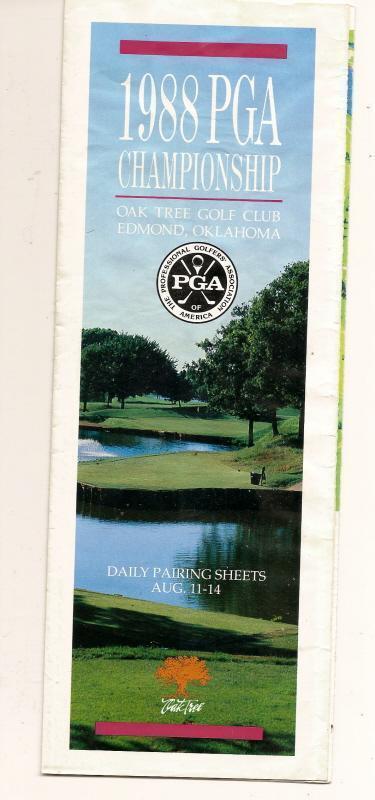 1988 PGA
CHAMPIONSHIP
OAK TREE GOLF CLUB
EDMOND, OKLAHOMA
THE PROFESSIONAL GOLFERS' ASSOCIATION
PGA
OF
AMERICA
DAILY PAIRING SHEETS
AUG. 11-14
Oak Tree